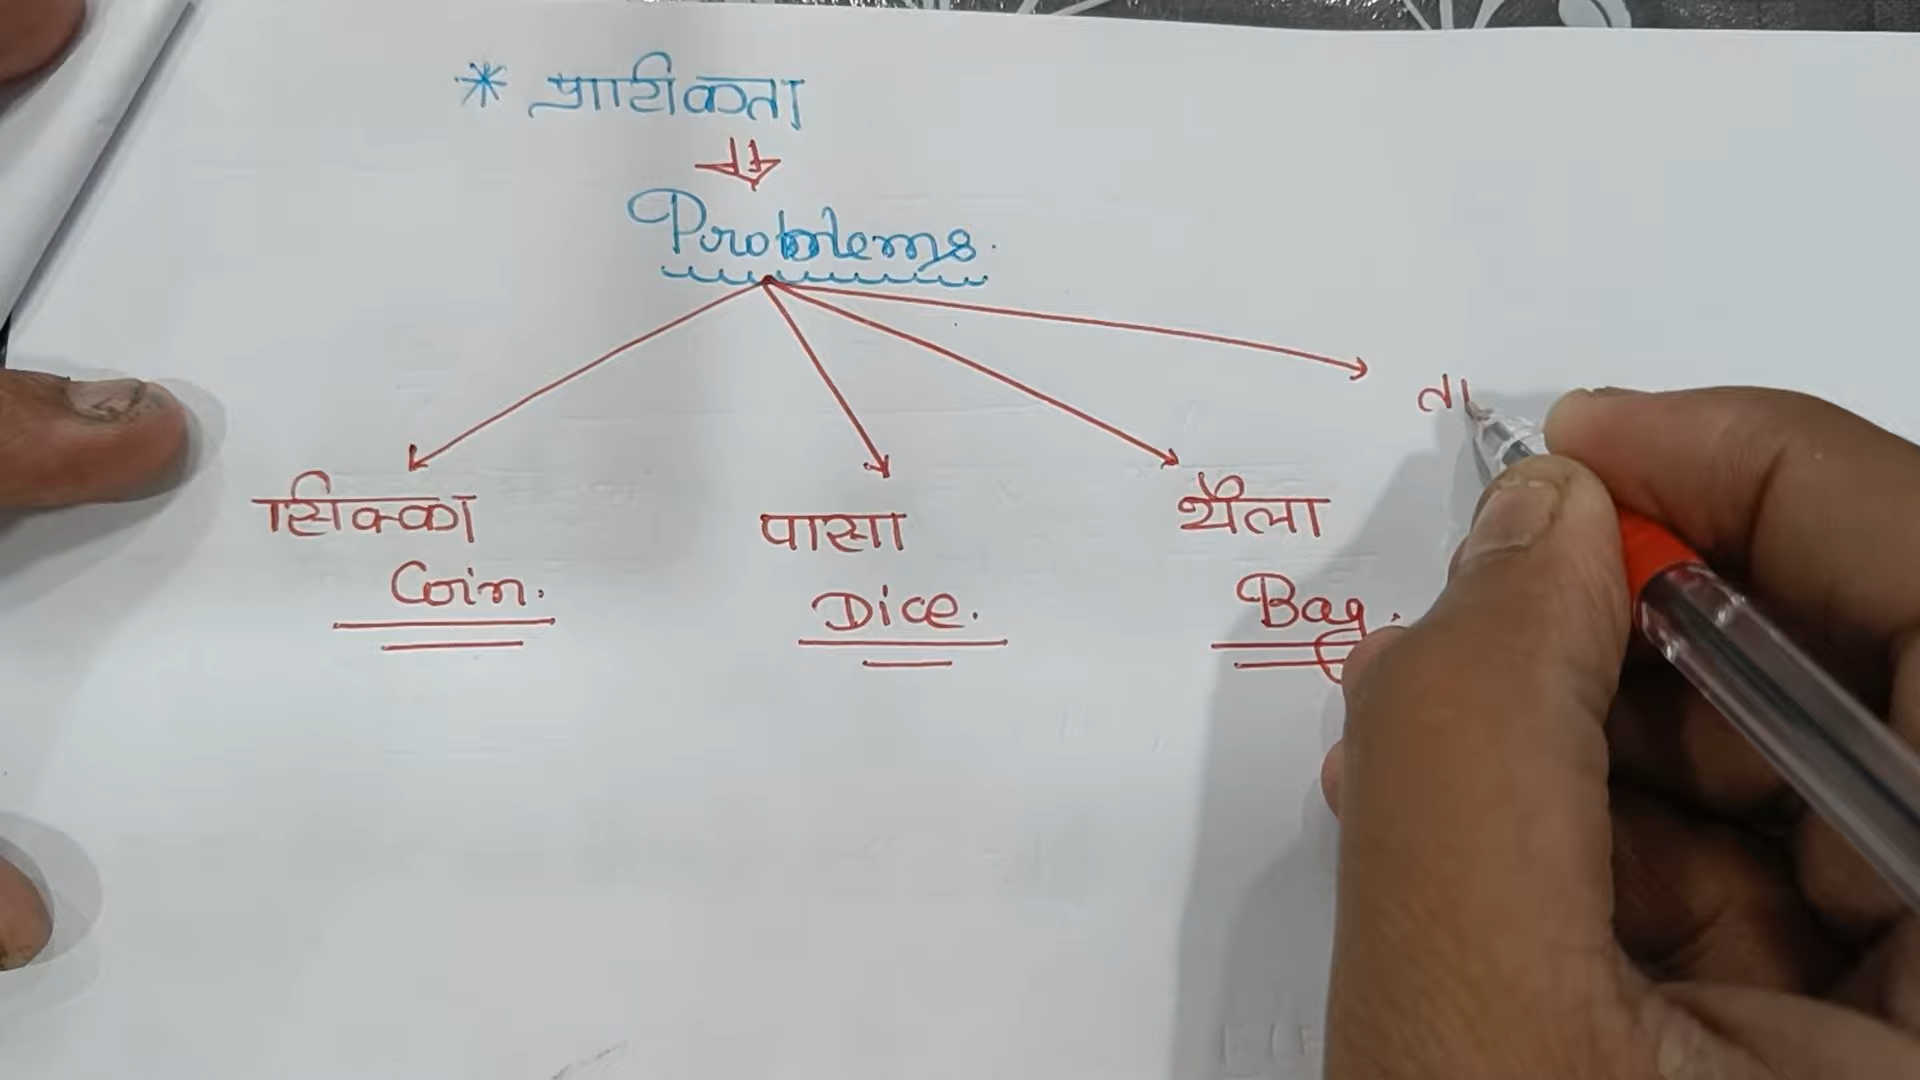 * प्राायिकता
Problems.
ता
सिक्का
पासा
थैला
Coin.
Dice.
Bag.